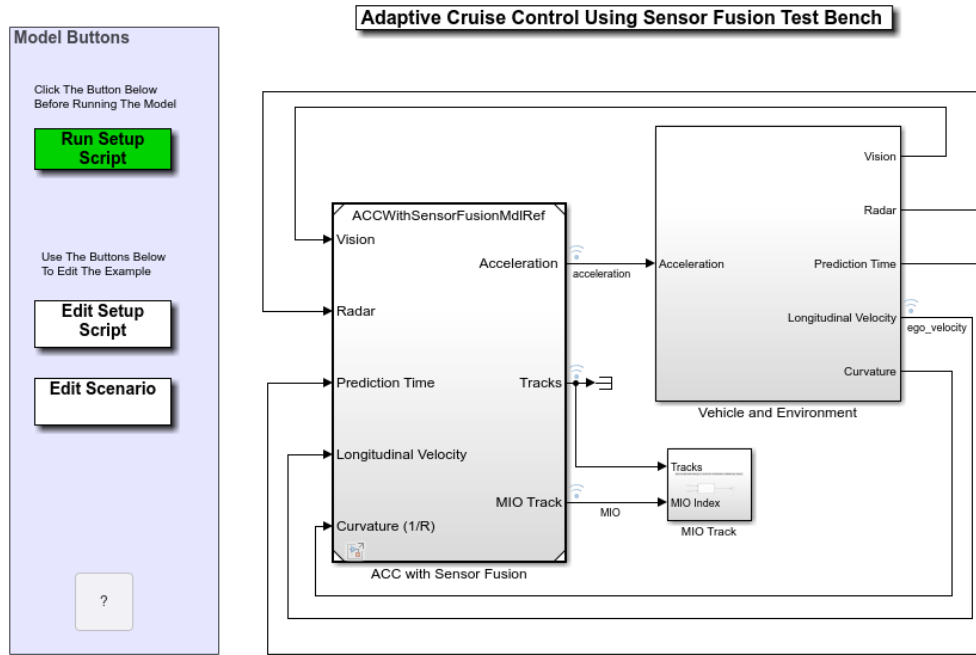 Adaptive Cruise Control Using Sensor Fusion Test Bench
Model Buttons
Click The Button Below
Before Running The Model
Run Setup
Script
Use The Buttons Below
To Edit The Example
Edit Setup
Script
Edit Scenario
?
ACCWithSensorFusionMdlRef
Vision
Radar
Prediction Time
Longitudinal Velocity
Curvature (1/R)
Acceleration
Tracks
MIO Track
ACC with Sensor Fusion
acceleration
MIO
Acceleration
Vision
Radar
Prediction Time
Longitudinal Velocity
Curvature
Vehicle and Environment
ego_velocity
Tracks
MIO Index
MIO Track